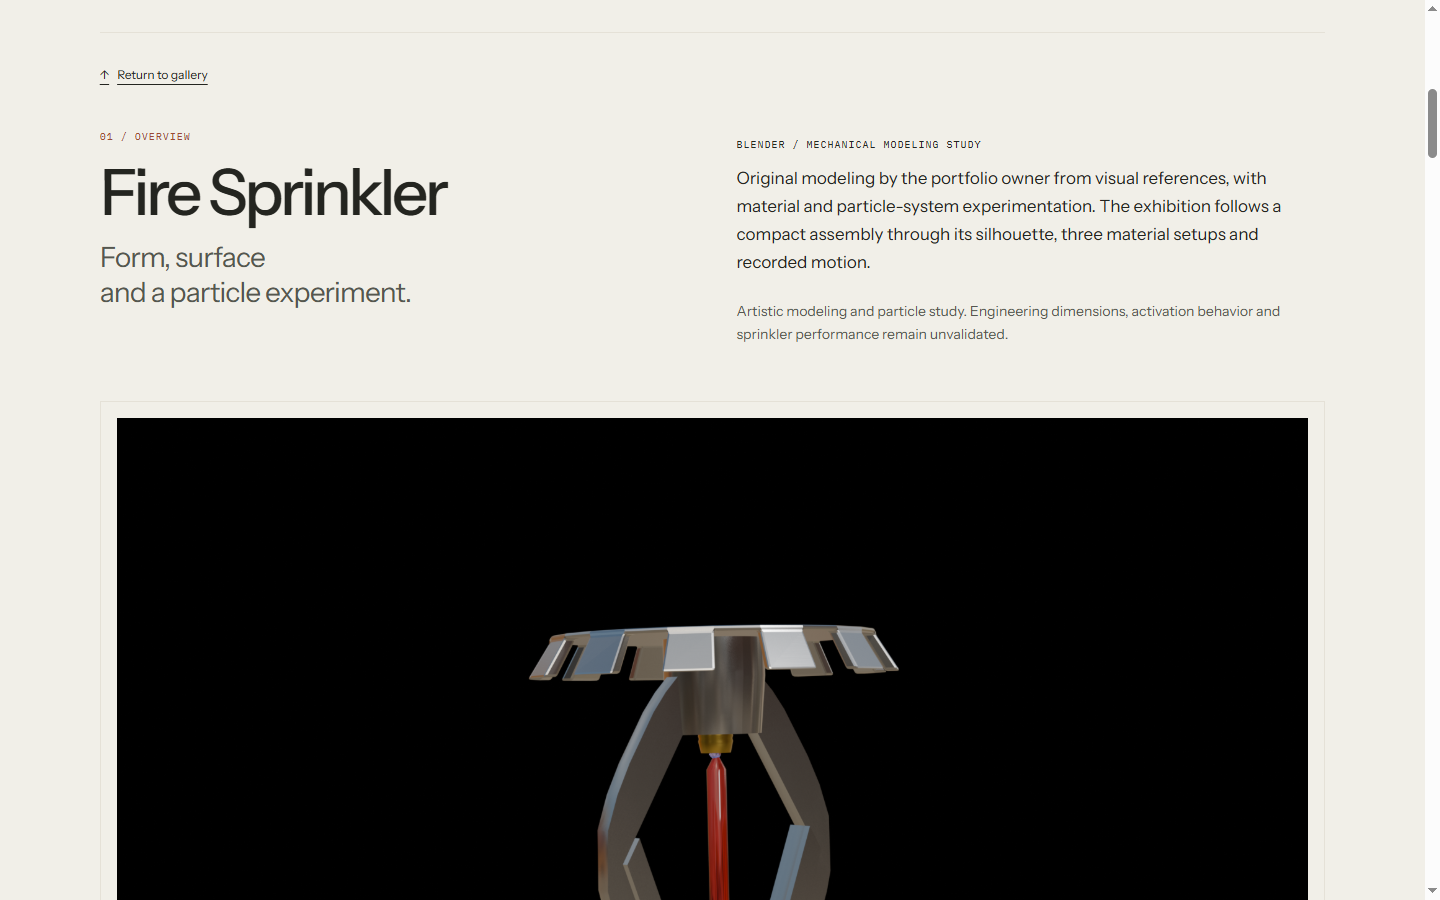 ↑ Return to gallery
01 / OVERVIEW
Fire Sprinkler
Form, surface
and a particle experiment.
BLENDER / MECHANICAL MODELING STUDY
Original modeling by the portfolio owner from visual references, with
material and particle-system experimentation. The exhibition follows a
compact assembly through its silhouette, three material setups and
recorded motion.
Artistic modeling and particle study. Engineering dimensions, activation behavior and
sprinkler performance remain unvalidated.